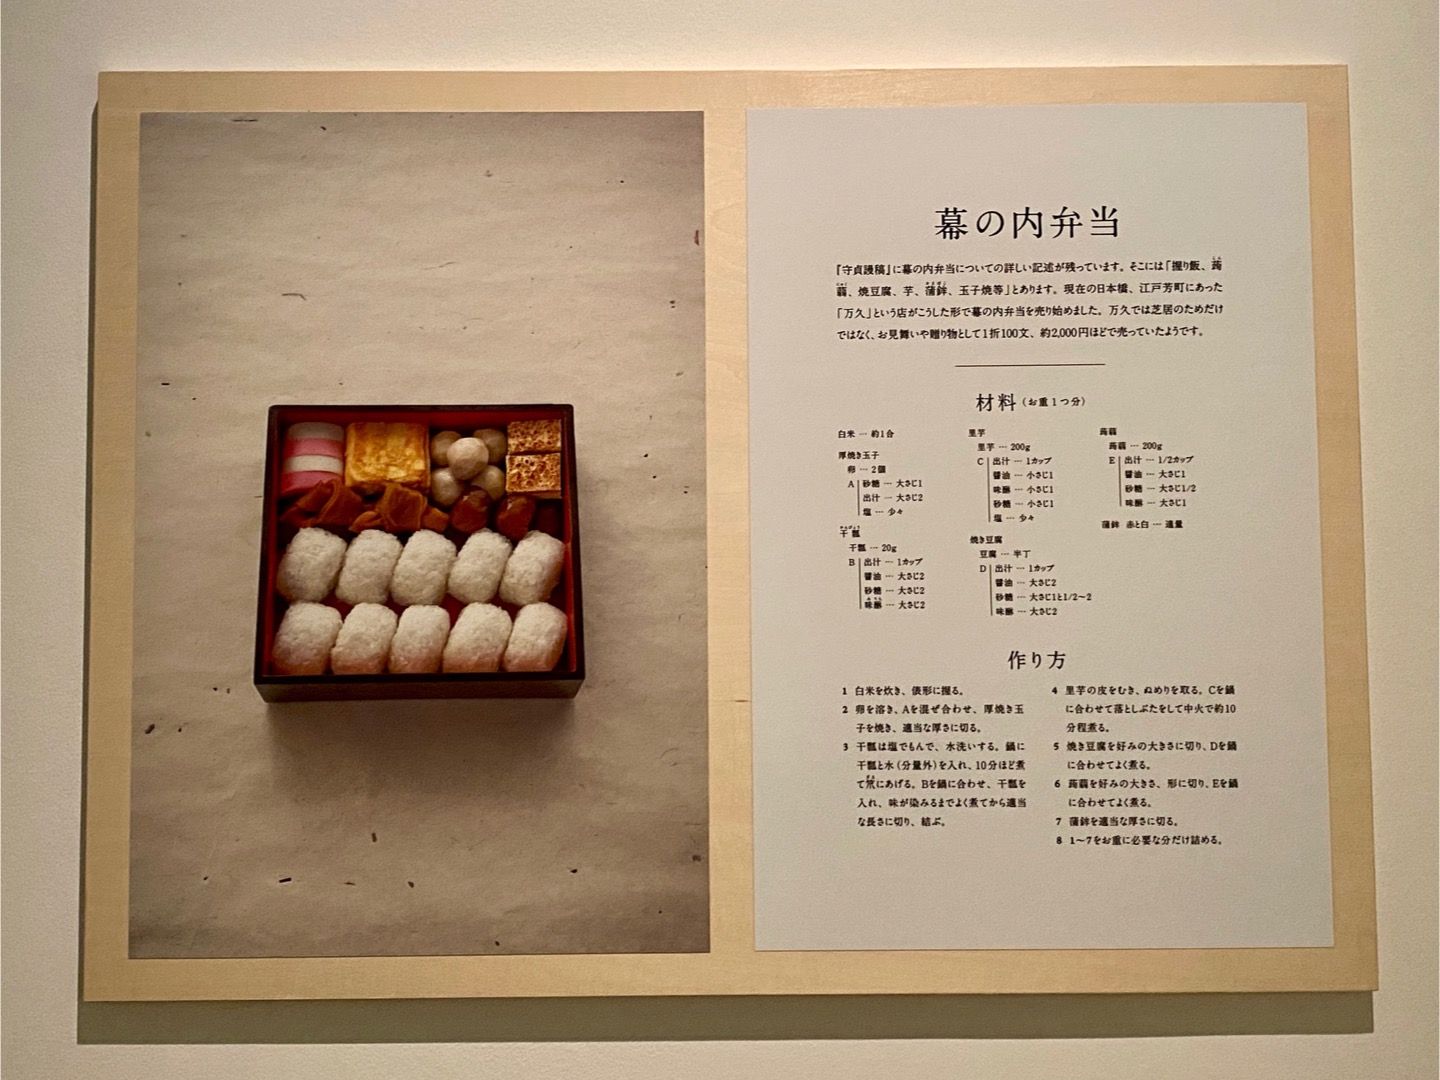 幕の内弁当
『守貞謾稿』に幕の内弁当についての詳しい記述が残っています。そこには「握り飯、蒟
蒻、焼豆腐、芋、蒲鉾、玉子焼等」とあります。現在の日本橋、江戸芳町にあった
「万久」という店がこうした形で幕の内弁当を売り始めました。万久では芝居のためだけ
ではなく、お見舞いや贈り物として1折100文、約2,000円ほどで売っていたようです。
材料（お重1つ分）
白米 … 約1合
厚焼き玉子
卵 … 2個
A 砂糖 … 大さじ1
出汁 … 大さじ2
塩 … 少々
かんぴょう
干瓢
干瓢 … 20g
B 出汁 … 1カップ
醤油 … 大さじ2
砂糖 … 大さじ2
味醂 … 大さじ2
里芋
里芋 … 200g
C 出汁 … 1カップ
醤油 … 小さじ1
味醂 … 小さじ1
砂糖 … 小さじ1
塩 … 少々
焼き豆腐
豆腐 … 半丁
D 出汁 … 1カップ
醤油 … 大さじ2
砂糖 … 大さじ1と1/2〜2
味醂 … 大さじ2
蒟蒻
蒟蒻 … 200g
E 出汁 … 1/2カップ
醤油 … 大さじ1
砂糖 … 大さじ1/2
味醂 … 大さじ1
蒲鉾 赤と白 … 適量
作り方
1 白米を炊き、俵形に握る。
2 卵を溶き、Aを混ぜ合わせ、厚焼き玉
子を焼き、適当な厚さに切る。
3 干瓢は塩でもんで、水洗いする。鍋に
干瓢と水（分量外）を入れ、10分ほど煮
て笊にあげる。Bを鍋に合わせ、干瓢を
入れ、味が染みるまでよく煮てから適当
な長さに切り、結ぶ。
4 里芋の皮をむき、ぬめりを取る。Cを鍋
に合わせて落としぶたをして中火で約10
分程煮る。
5 焼き豆腐を好みの大きさに切り、Dを鍋
に合わせてよく煮る。
6 蒟蒻を好みの大きさ、形に切り、Eを鍋
に合わせてよく煮る。
7 蒲鉾を適当な厚さに切る。
8 1〜7をお重に必要な分だけ詰める。